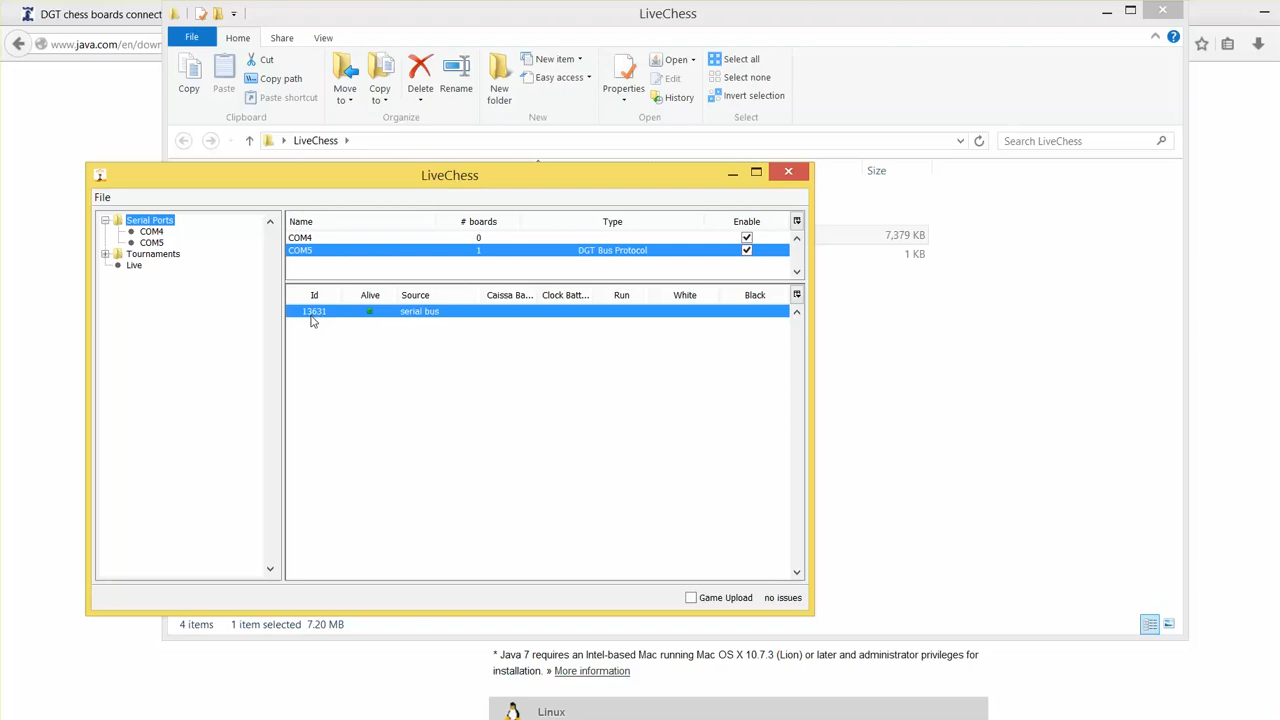 DGT chess boards connect
LiveChess
www.java.com/en/down
File
Home
Share
View
Copy
Paste
Cut
Copy path
Paste shortcut
Clipboard
Move to
Copy to
Delete
Rename
Organize
New folder
New item
Easy access
New
Properties
Open
Edit
History
Open
Select all
Select none
Invert selection
Select
LiveChess
Search LiveChess
Size
7,379 KB
1 KB
LiveChess
File
Serial Ports
COM4
COM5
Tournaments
Live
Name # boards Type Enable
COM4 0
COM5 1 DGT Bus Protocol
Id Alive Source Caissa Ba... Clock Batt... Run White Black
13631 serial bus
Game Upload no issues
4 items 1 item selected 7.20 MB
* Java 7 requires an Intel-based Mac running Mac OS X 10.7.3 (Lion) or later and administrator privileges for
installation. » More information
Linux